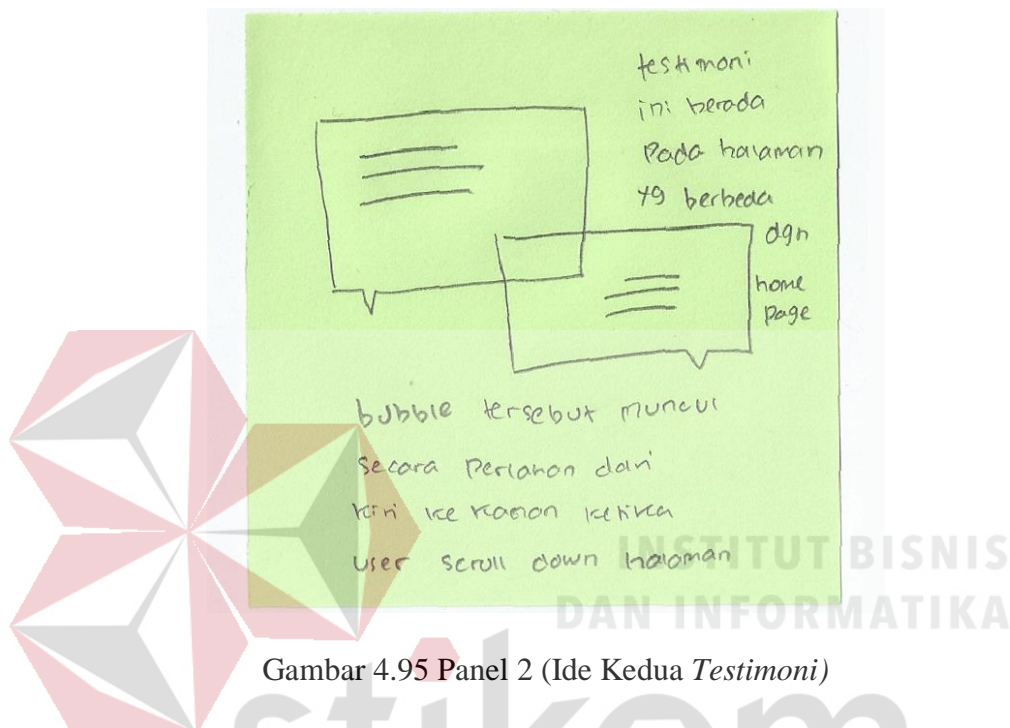 testimoni
ini berada
pada halaman
yg berbeda
dgn
home
page
bubble tersebut muncul
secara perlahan dari
kiri ke kanan ketika
user scroll down halaman
INSTITUT BISNIS
DAN INFORMATIKA
Gambar 4.95 Panel 2 (Ide Kedua Testimoni)
stikom